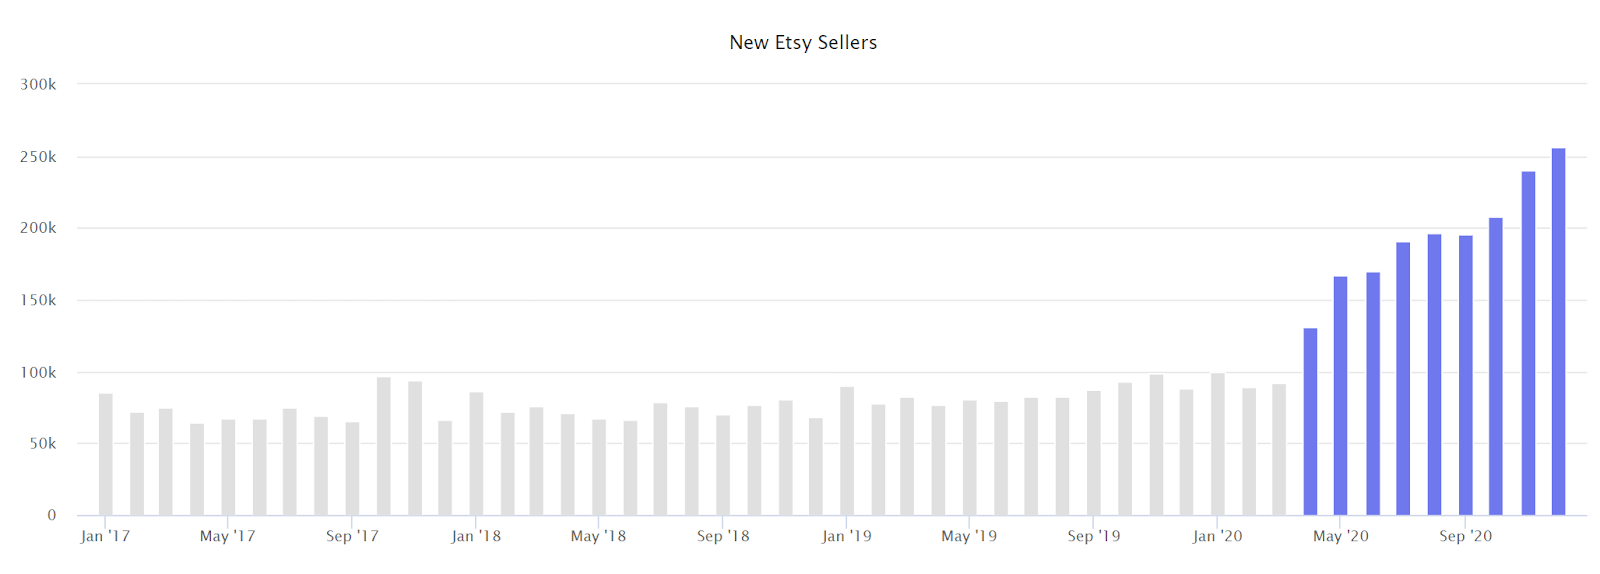 New Etsy Sellers
300k
250k
200k
150k
100k
50k
0
Jan '17 May '17 Sep '17 Jan '18 May '18 Sep '18 Jan '19 May '19 Sep '19 Jan '20 May '20 Sep '20